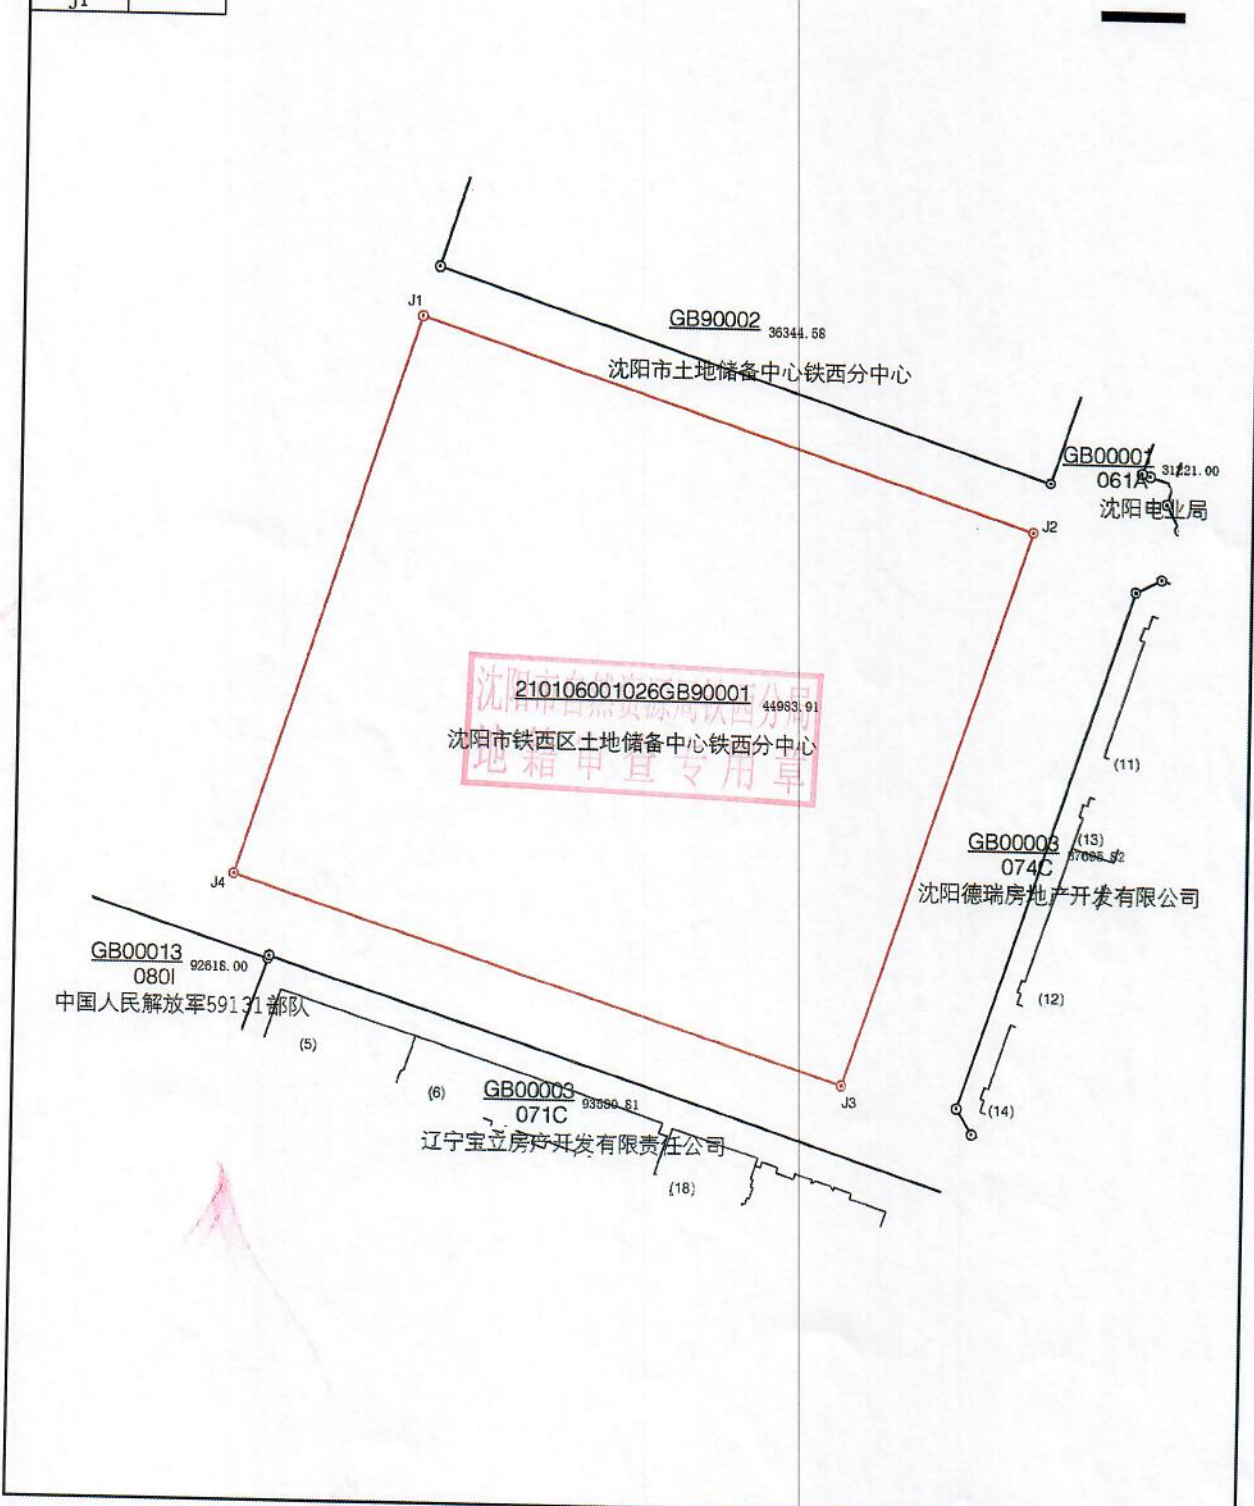 J1
J1
GB90002 36344.58
沈阳市土地储备中心铁西分中心
GB00001 31221.00
061A
沈阳电业局
J2
沈阳市自然资源局铁西分局
210106001026GB90001 44983.91
沈阳市铁西区土地储备中心铁西分中心
地籍审查专用章
(11)
(13)
GB00003
074C
沈阳德瑞房地产开发有限公司
J4
GB00013 92618.00
080I
中国人民解放军59131部队
(12)
(5)
(6)
GB00003 93580.81
071C
辽宁宝立房产开发有限责任公司
J3
(14)
(18)